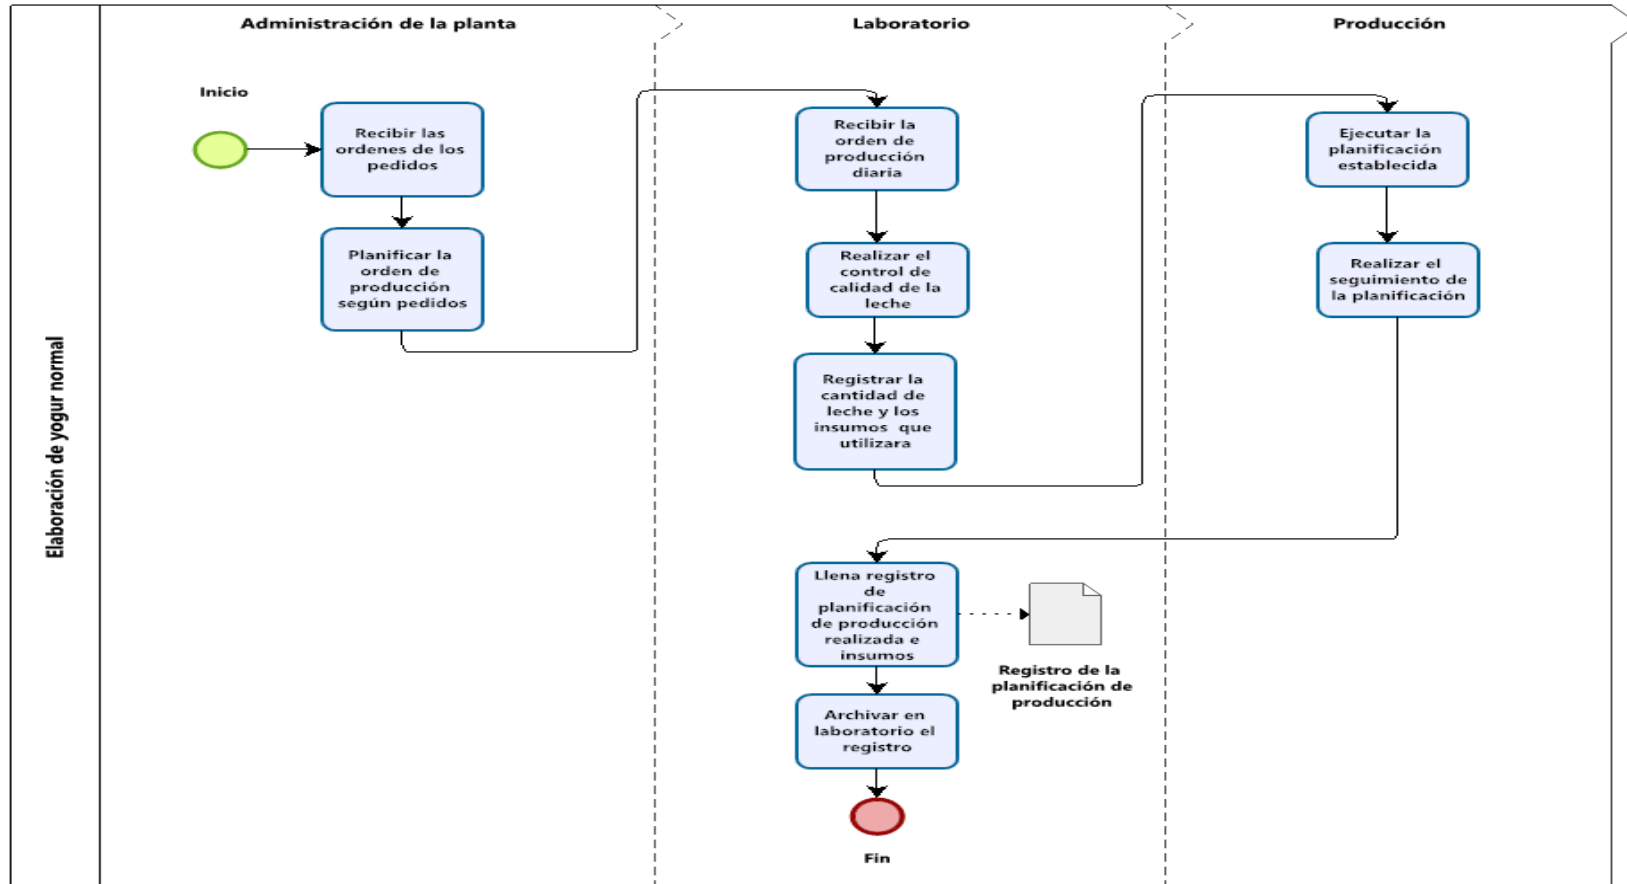 Administración de la planta
Laboratorio
Producción
Elaboración de yogur normal
Inicio
Recibir las
ordenes de los
pedidos
Planificar la
orden de
producción
según pedidos
Recibir la
orden de
producción
diaria
Realizar el
control de
calidad de la
leche
Registrar la
cantidad de
leche y los
insumos que
utilizara
Ejecutar la
planificación
establecida
Realizar el
seguimiento de
la planificación
Llena registro
de
planificación
de producción
realizada e
insumos
Registro de la
planificación de
producción
Archivar en
laboratorio el
registro
Fin